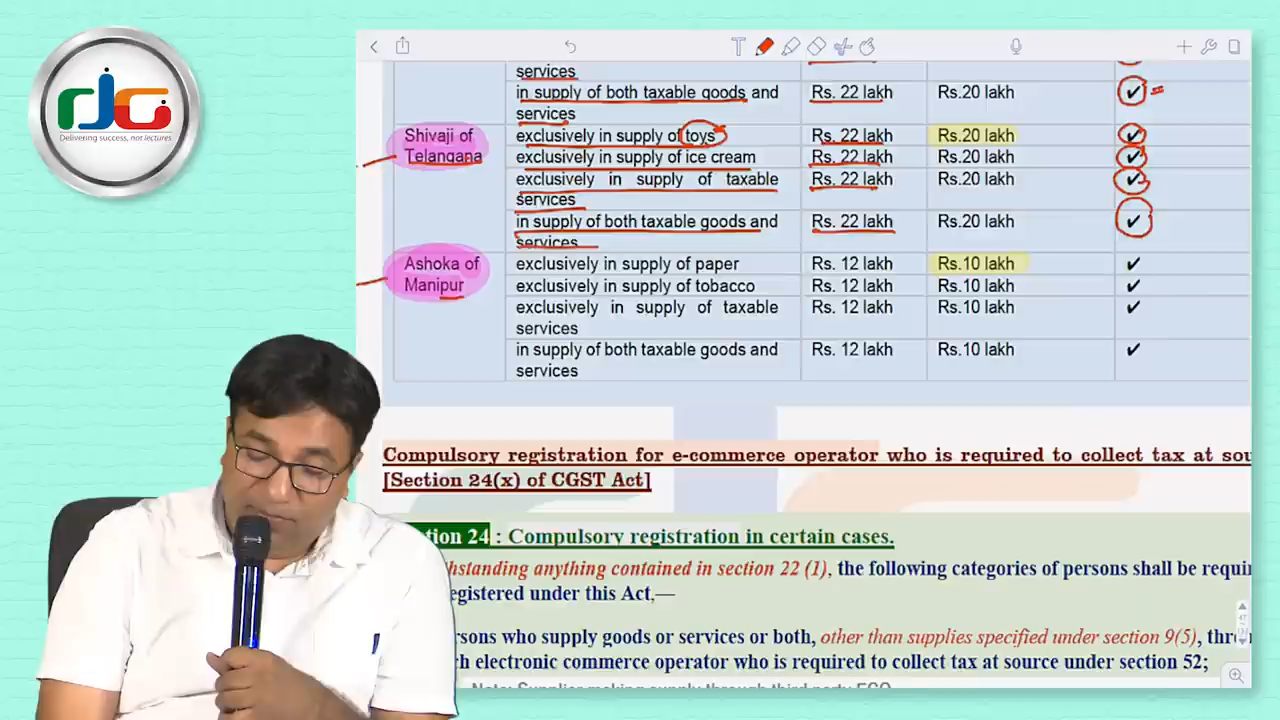 Delivering success, not lectures
services
in supply of both taxable goods and services Rs. 22 lakh Rs.20 lakh ✔
Shivaji of Telangana exclusively in supply of toys Rs. 22 lakh Rs.20 lakh ✔
exclusively in supply of ice cream Rs. 22 lakh Rs.20 lakh ✔
exclusively in supply of taxable services Rs. 22 lakh Rs.20 lakh ✔
in supply of both taxable goods and services Rs. 22 lakh Rs.20 lakh ✔
Ashoka of Manipur exclusively in supply of paper Rs. 12 lakh Rs.10 lakh ✔
exclusively in supply of tobacco Rs. 12 lakh Rs.10 lakh ✔
exclusively in supply of taxable services Rs. 12 lakh Rs.10 lakh ✔
in supply of both taxable goods and services Rs. 12 lakh Rs.10 lakh ✔
Compulsory registration for e-commerce operator who is required to collect tax at
[Section 24(x) of CGST Act]
24 : Compulsory registration in certain cases.
anything contained in section 22 (1), the following categories of persons shall be
under this Act,—
who supply goods or services or both, other than supplies specified under section 9(5),
electronic commerce operator who is required to collect tax at source under section 52;